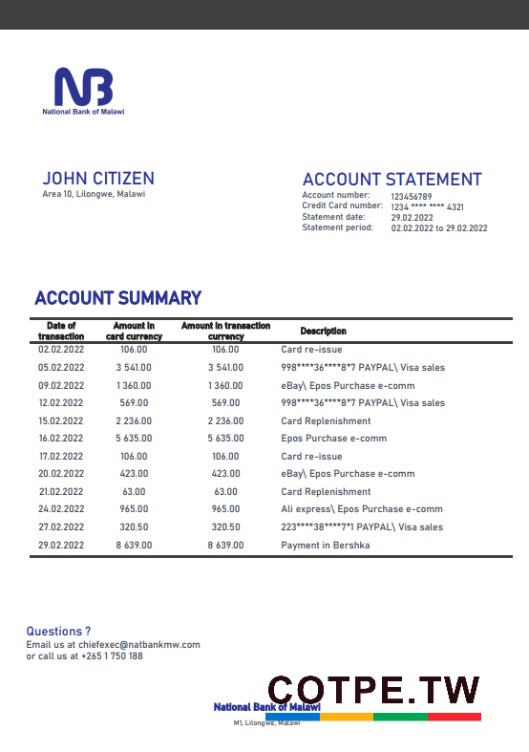 NB
National Bank of Malawi
JOHN CITIZEN
Area 10, Lilongwe, Malawi
ACCOUNT STATEMENT
Account number: 123456789
Credit Card number: 1234 **** **** 4321
Statement date: 29.02.2022
Statement period: 02.02.2022 to 29.02.2022
ACCOUNT SUMMARY
Date of transaction Amount in card currency Amount in transaction currency Description
02.02.2022 106.00 106.00 Card re-issue
05.02.2022 3 541.00 3 541.00 998****36****8*7 PAYPAL\ Visa sales
09.02.2022 1 360.00 1 360.00 eBay\ Epos Purchase e-comm
12.02.2022 569.00 569.00 998****36****8*7 PAYPAL\ Visa sales
15.02.2022 2 236.00 2 236.00 Card Replenishment
16.02.2022 5 635.00 5 635.00 Epos Purchase e-comm
17.02.2022 106.00 106.00 Card re-issue
20.02.2022 423.00 423.00 eBay\ Epos Purchase e-comm
21.02.2022 63.00 63.00 Card Replenishment
24.02.2022 965.00 965.00 Ali express\ Epos Purchase e-comm
27.02.2022 320.50 320.50 223****38****7*1 PAYPAL\ Visa sales
29.02.2022 8 639.00 8 639.00 Payment in Bershka
Questions ?
Email us at chiefexec@natbankmw.com
or call us at +265 1 750 188
COTPE.TW
National Bank of Malawi
M1, Lilongwe, Malawi